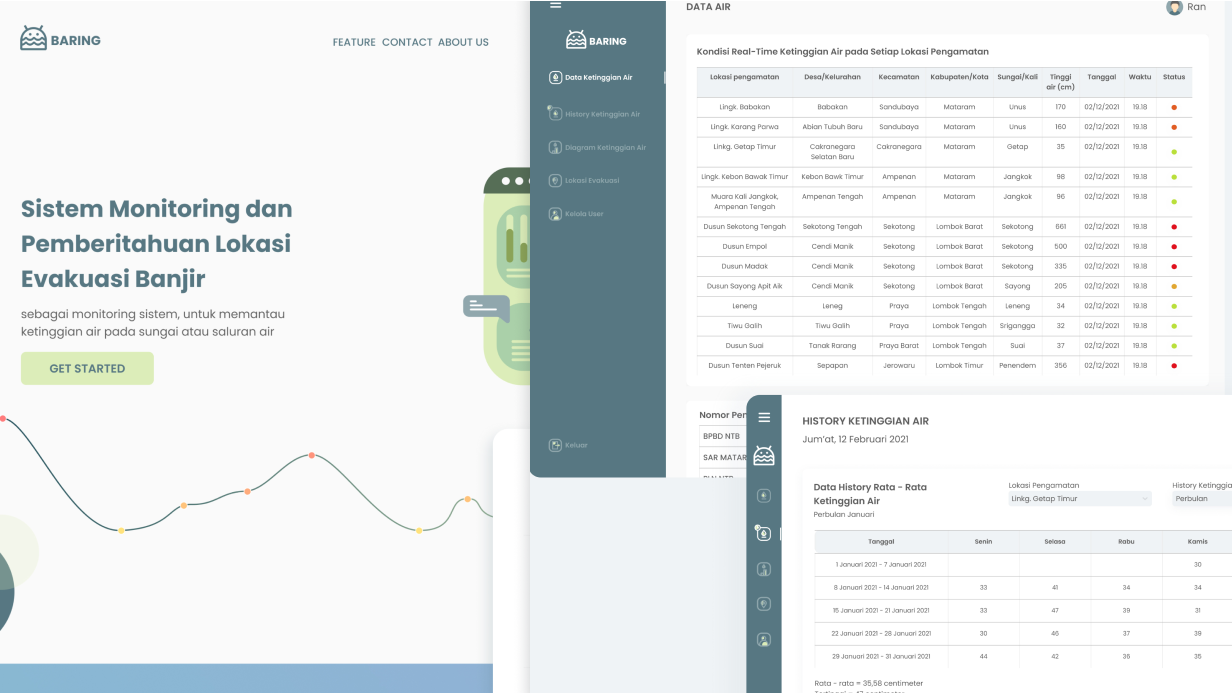 BARING
FEATURE CONTACT ABOUT US
Sistem Monitoring dan
Pemberitahuan Lokasi
Evakuasi Banjir
sebagai monitoring sistem, untuk memantau
ketinggian air pada sungai atau saluran air
GET STARTED
BARING
Data Ketinggian Air
History Ketinggian Air
Diagram Ketinggian Air
Lokasi Evakuasi
Kelola User
Keluar
DATA AIR
Ran
Kondisi Real-Time Ketinggian Air pada Setiap Lokasi Pengamatan
Lokasi pengamatan Desa/Kelurahan Kecamatan Kabupaten/Kota Sungai/Kali Tinggi Tanggal Waktu Status
air (cm)
Lingk. Babakan Babakan Sandubaya Mataram Unus 170 02/12/2021 19.18
Lingk. Karang Parwa Abian Tubuh Baru Sandubaya Mataram Unus 160 02/12/2021 19.18
Linkg. Getap Timur Cakranegara Cakranegara Mataram Getap 35 02/12/2021 19.18
Selatan Baru
Lingk. Kebon Bawak Timur Kebon Bawk Timur Ampenan Mataram Jangkok 98 02/12/2021 19.18
Muara Kali Jangkok, Ampenan Tengah Ampenan Mataram Jangkok 96 02/12/2021 19.18
Ampenan Tengah
Dusun Sekotong Tengah Sekotong Tengah Sekotong Lombok Barat Sekotong 661 02/12/2021 19.18
Dusun Empol Cendi Manik Sekotong Lombok Barat Sekotong 500 02/12/2021 19.18
Dusun Madak Cendi Manik Sekotong Lombok Barat Sekotong 335 02/12/2021 19.18
Dusun Sayong Apit Aik Cendi Manik Sekotong Lombok Barat Sayong 205 02/12/2021 19.18
Leneng Leneg Praya Lombok Tengah Leneng 34 02/12/2021 19.18
Tiwu Galih Tiwu Galih Praya Lombok Tengah Srigangga 32 02/12/2021 19.18
Dusun Suai Tanak Rarang Praya Barat Lombok Tengah Suai 37 02/12/2021 19.18
Dusun Tenten Pejeruk Sepapan Jerowaru Lombok Timur Penendem 356 02/12/2021 19.18
Nomor Pen
BPBD NTB
SAR MATAR
HISTORY KETINGGIAN AIR
Jum'at, 12 Februari 2021
Data History Rata - Rata
Ketinggian Air
Perbulan Januari
Lokasi Pengamatan
Linkg. Getap Timur
History Ketinggia
Perbulan
Tanggal Senin Selasa Rabu Kamis
1 Januari 2021 - 7 Januari 2021 30
8 Januari 2021 - 14 Januari 2021 33 41 34 34
15 Januari 2021 - 21 Januari 2021 33 47 39 31
22 Januari 2021 - 28 Januari 2021 30 46 37 39
29 Januari 2021 - 31 Januari 2021 44 42 36 35
Rata - rata = 35,58 centimeter